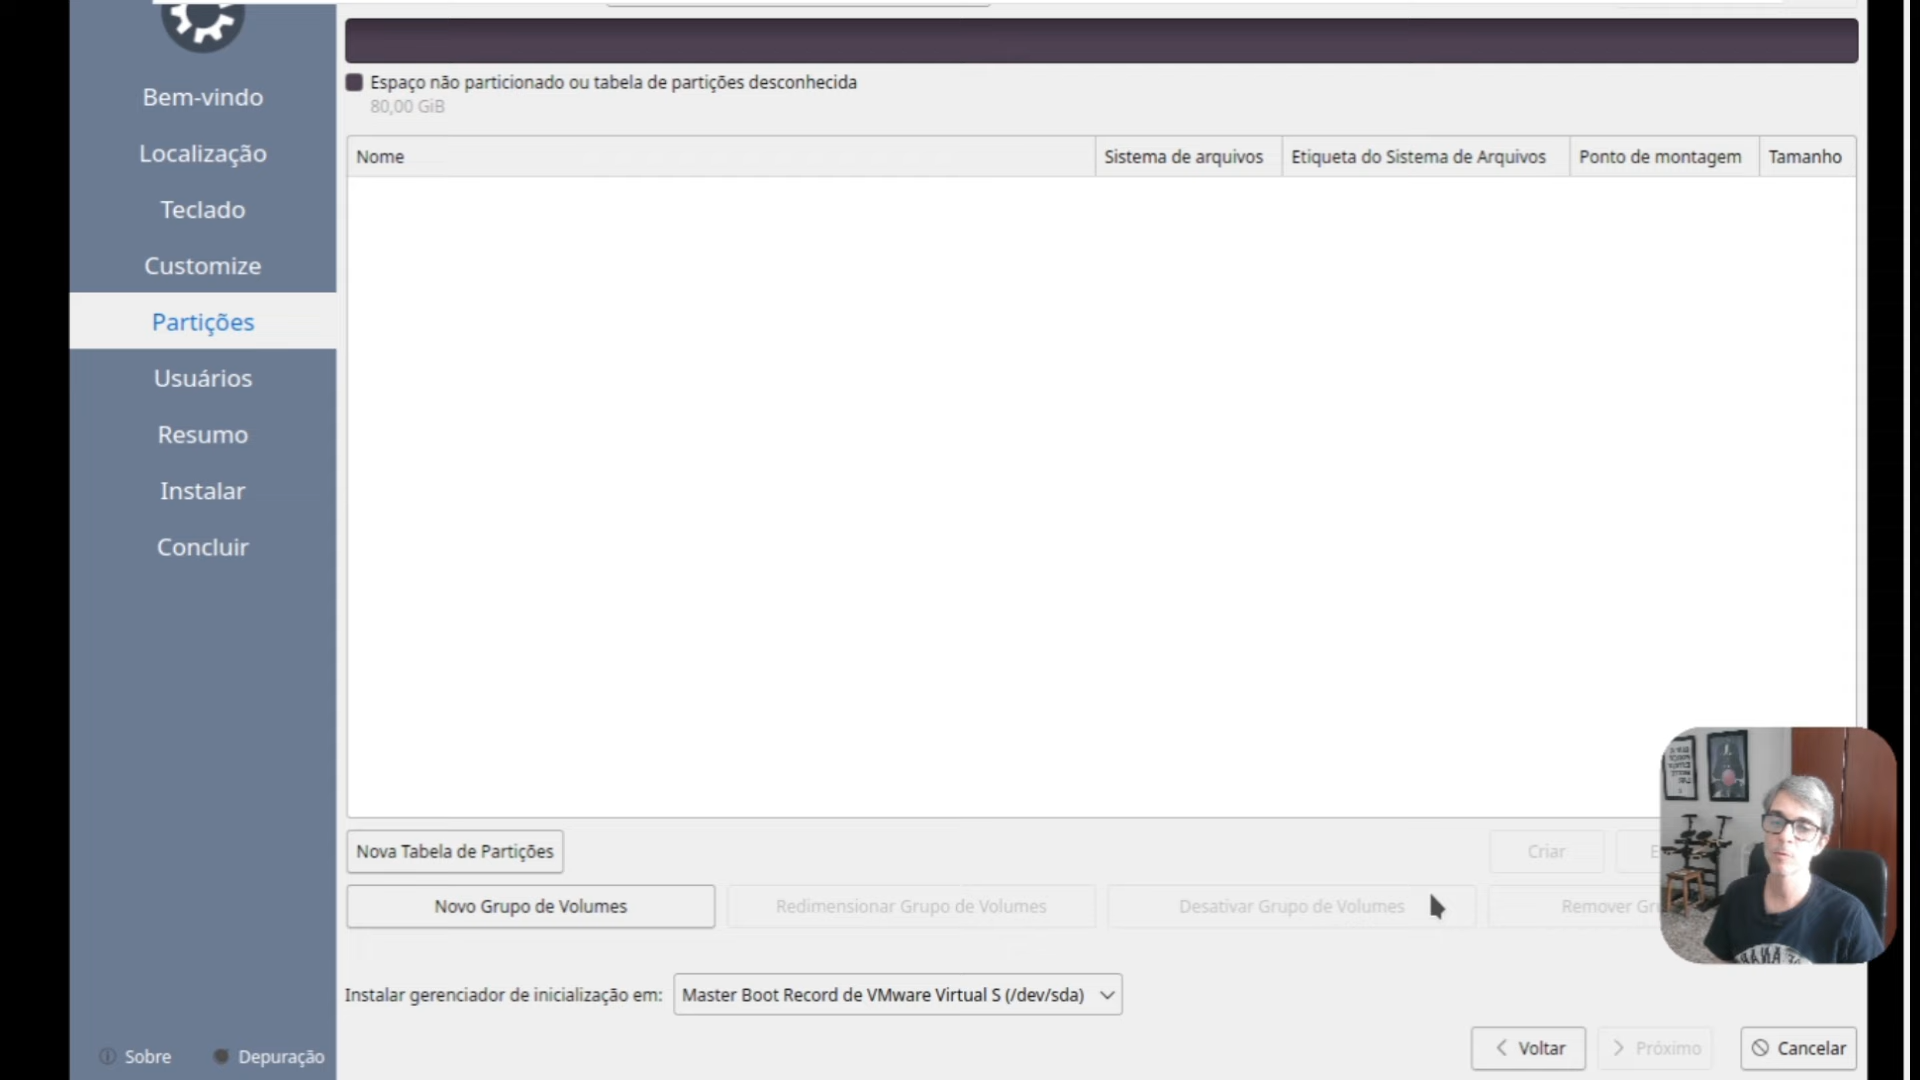 Espaço não particionado ou tabela de partições desconhecida
80,00 GiB
Bem-vindo
Localização
Teclado
Customize
Partições
Usuários
Resumo
Instalar
Concluir
Nome Sistema de arquivos Etiqueta do Sistema de Arquivos Ponto de montagem Tamanho
Nova Tabela de Partições Criar
Novo Grupo de Volumes Redimensionar Grupo de Volumes Desativar Grupo de Volumes Remover
Instalar gerenciador de inicialização em: Master Boot Record de VMware Virtual S (/dev/sda)
Sobre Depuração
Voltar Próximo Cancelar